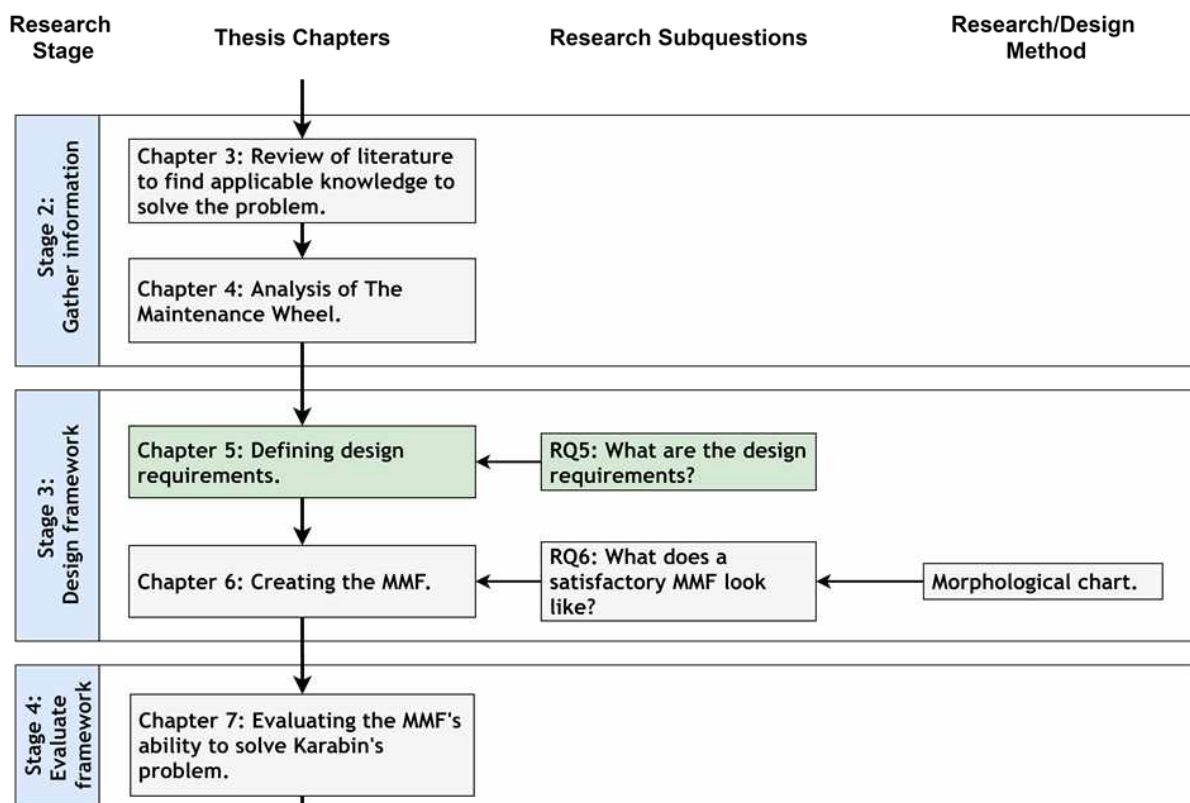 Research
Stage
Thesis Chapters
Research Subquestions
Research/Design
Method
Stage 2:
Gather information
Chapter 3: Review of literature
to find applicable knowledge to
solve the problem.
Chapter 4: Analysis of The
Maintenance Wheel.
Stage 3:
Design framework
Chapter 5: Defining design
requirements.
RQ5: What are the design
requirements?
Chapter 6: Creating the MMF.
RQ6: What does a
satisfactory MMF look
like?
Morphological chart.
Stage 4:
Evaluate
framework
Chapter 7: Evaluating the MMF's
ability to solve Karabin's
problem.